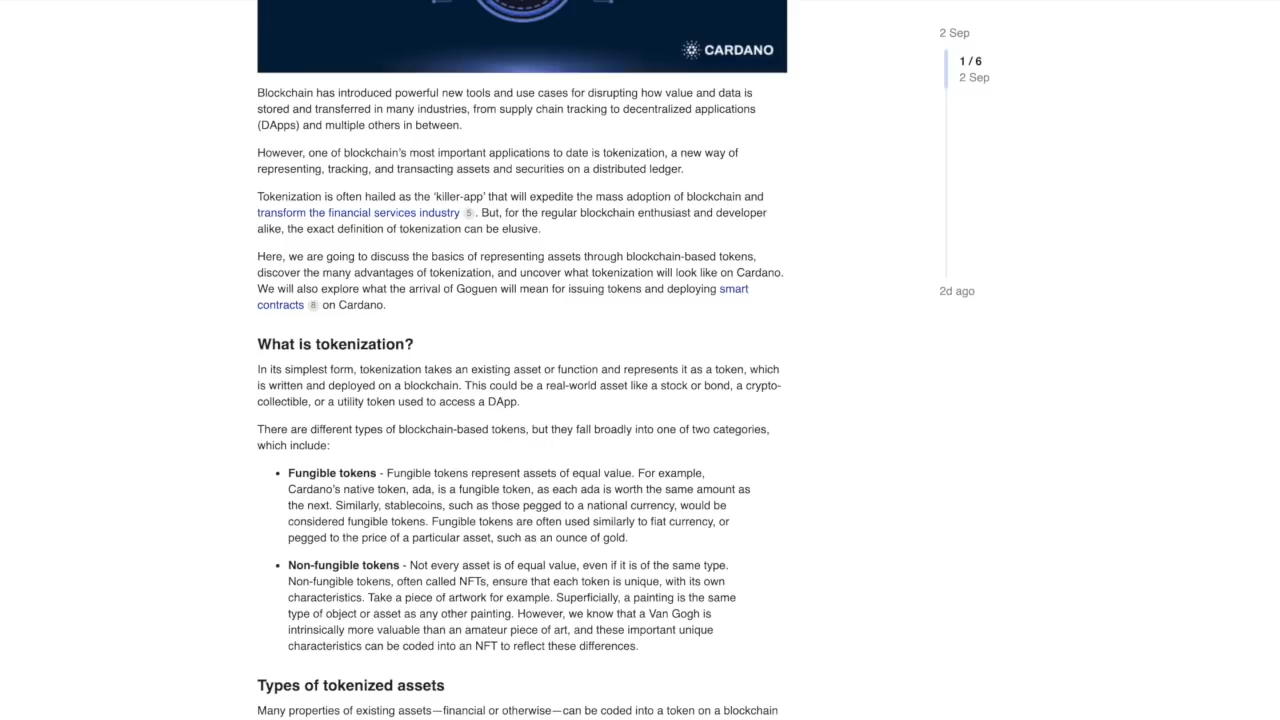 CARDANO
2 Sep
1 / 6
2 Sep
2d ago
Blockchain has introduced powerful new tools and use cases for disrupting how value and data is
stored and transferred in many industries, from supply chain tracking to decentralized applications
(DApps) and multiple others in between.
However, one of blockchain's most important applications to date is tokenization, a new way of
representing, tracking, and transacting assets and securities on a distributed ledger.
Tokenization is often hailed as the 'killer-app' that will expedite the mass adoption of blockchain and
transform the financial services industry 5. But, for the regular blockchain enthusiast and developer
alike, the exact definition of tokenization can be elusive.
Here, we are going to discuss the basics of representing assets through blockchain-based tokens,
discover the many advantages of tokenization, and uncover what tokenization will look like on Cardano.
We will also explore what the arrival of Goguen will mean for issuing tokens and deploying smart
contracts 8 on Cardano.
What is tokenization?
In its simplest form, tokenization takes an existing asset or function and represents it as a token, which
is written and deployed on a blockchain. This could be a real-world asset like a stock or bond, a crypto-
collectible, or a utility token used to access a DApp.
There are different types of blockchain-based tokens, but they fall broadly into one of two categories,
which include:
• Fungible tokens - Fungible tokens represent assets of equal value. For example,
Cardano's native token, ada, is a fungible token, as each ada is worth the same amount as
the next. Similarly, stablecoins, such as those pegged to a national currency, would be
considered fungible tokens. Fungible tokens are often used similarly to fiat currency, or
pegged to the price of a particular asset, such as an ounce of gold.
• Non-fungible tokens - Not every asset is of equal value, even if it is of the same type.
Non-fungible tokens, often called NFTs, ensure that each token is unique, with its own
characteristics. Take a piece of artwork for example. Superficially, a painting is the same
type of object or asset as any other painting. However, we know that a Van Gogh is
intrinsically more valuable than an amateur piece of art, and these important unique
characteristics can be coded into an NFT to reflect these differences.
Types of tokenized assets
Many properties of existing assets—financial or otherwise—can be coded into a token on a blockchain